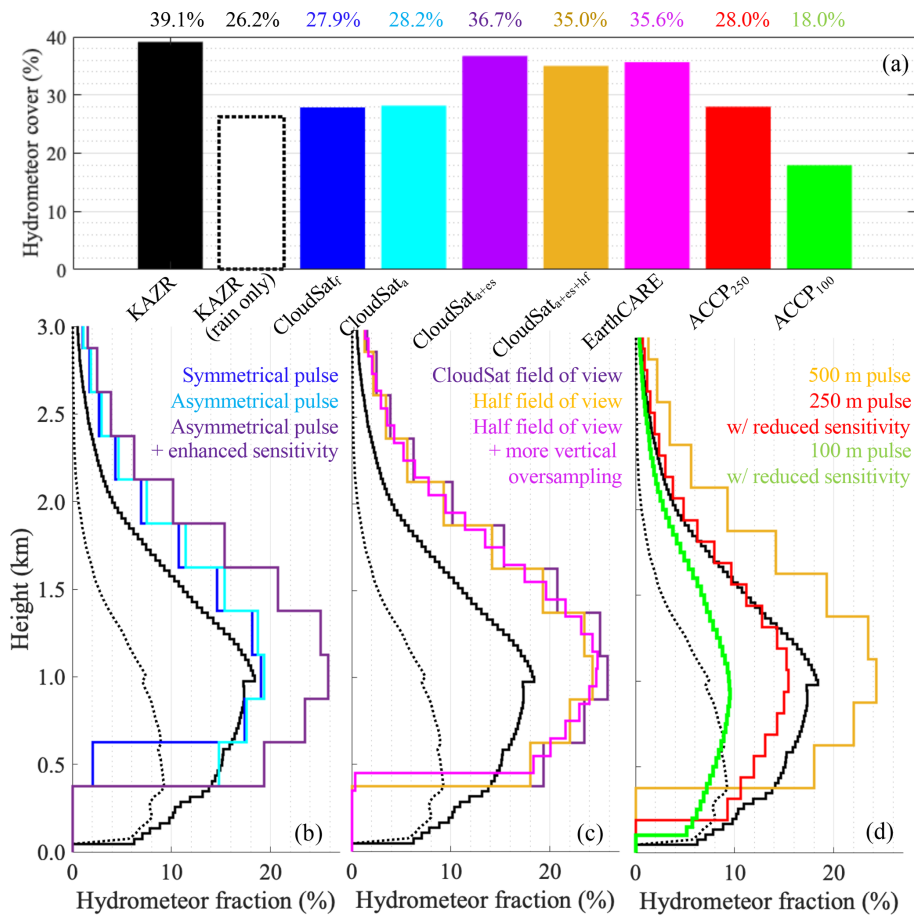 39.1% 26.2% 27.9% 28.2% 36.7% 35.0% 35.6% 28.0% 18.0%
40
30
20
10
0
Hydrometeor cover (%)
(a)
KAZR
KAZR
(rain only)
CloudSatf
CloudSata
CloudSata+es
CloudSata+es+hf
EarthCARE
ACCP250
ACCP100
3.0
2.5
2.0
1.5
1.0
0.5
0.0
Height (km)
Symmetrical pulse
Asymmetrical pulse
Asymmetrical pulse
+ enhanced sensitivity
(b)
0 10 20
Hydrometeor fraction (%)
CloudSat field of view
Half field of view
Half field of view
+ more vertical
oversampling
(c)
0 10 20
Hydrometeor fraction (%)
500 m pulse
250 m pulse
w/ reduced sensitivity
100 m pulse
w/ reduced sensitivity
(d)
0 10 20
Hydrometeor fraction (%)